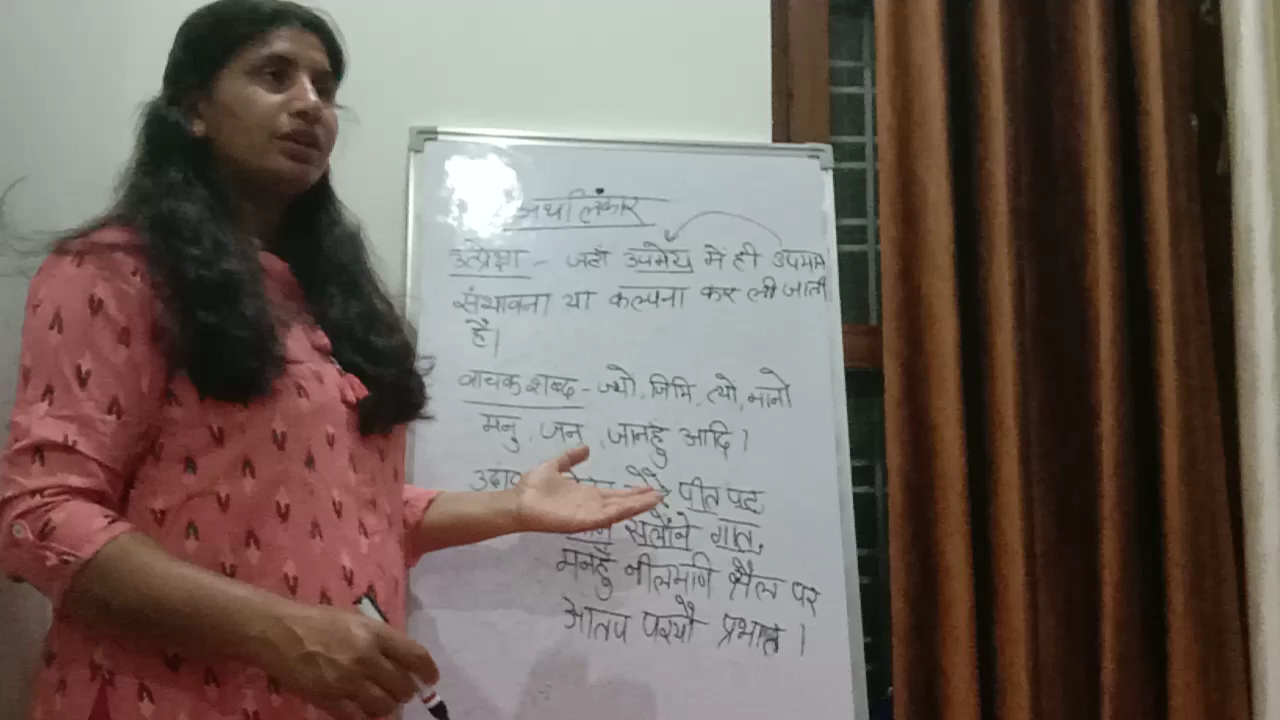 अर्थालंकार
उत्प्रेक्षा - जहाँ उपमेय में ही उपमान
संभावना या कल्पना कर ली जाती
है।
वाचक शब्द - ज्यों, जिमि, त्यों, मानो
मनु, जनु, जानहुँ आदि।
पीत पट
सलौने गात,
मनहुँ नीलमणि सैल पर
आतप परयौ प्रभात।